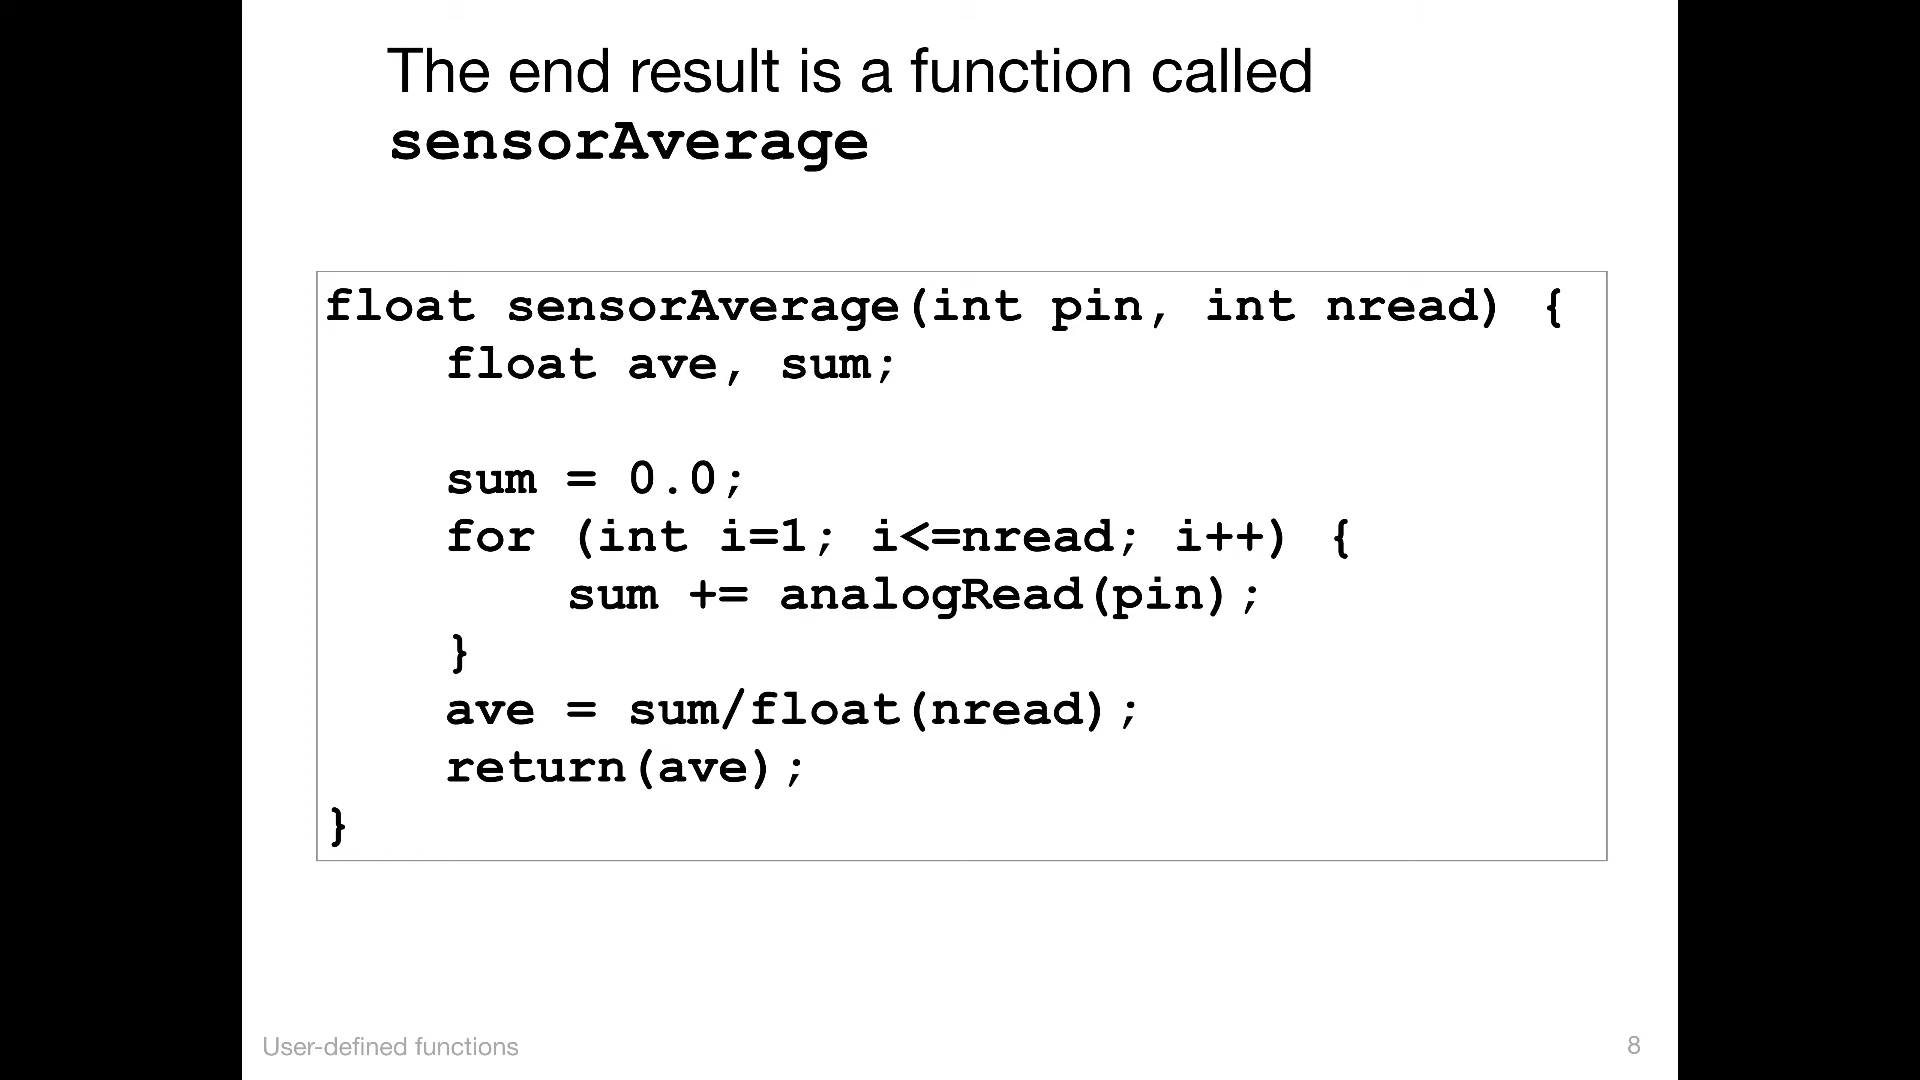 The end result is a function called
sensorAverage
float sensorAverage(int pin, int nread) {
float ave, sum;
sum = 0.0;
for (int i=1; i<=nread; i++) {
sum += analogRead(pin);
}
ave = sum/float(nread);
return(ave);
}
User-defined functions
8